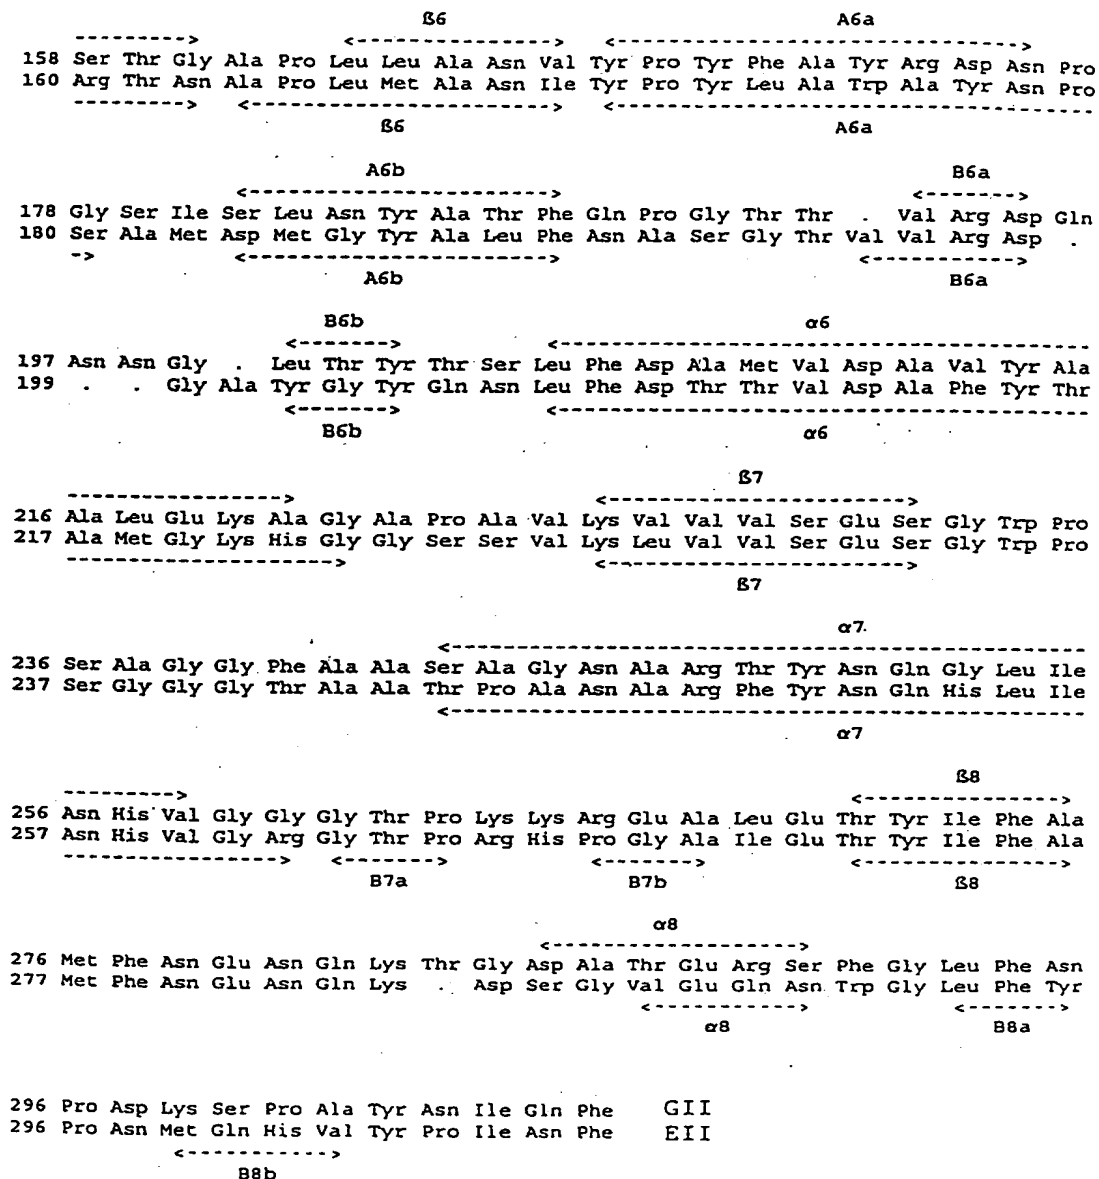 ß6 A6a
---------> <---------------> <----------------------------->
158 Ser Thr Gly Ala Pro Leu Leu Ala Asn Val Tyr Pro Tyr Phe Ala Tyr Arg Asp Asn Pro
160 Arg Thr Asn Ala Pro Leu Met Ala Asn Ile Tyr Pro Tyr Leu Ala Trp Ala Tyr Asn Pro
---------> <----------------------> <----------------------------------
ß6 A6a
A6b B6a
<----------------------> <------->
178 Gly Ser Ile Ser Leu Asn Tyr Ala Thr Phe Gln Pro Gly Thr Thr . Val Arg Asp Gln
180 Ser Ala Met Asp Met Gly Tyr Ala Leu Phe Asn Ala Ser Gly Thr Val Val Arg Asp .
-> <----------------------> <----------->
A6b B6a
B6b α6
<-------> <--------------------------------------
197 Asn Asn Gly . Leu Thr Tyr Thr Ser Leu Phe Asp Ala Met Val Asp Ala Val Tyr Ala
199 . . Gly Ala Tyr Gly Tyr Gln Asn Leu Phe Asp Thr Thr Val Asp Ala Phe Tyr Thr
<-------> <--------------------------------------
B6b α6
ß7
-----------------> <---------------------->
216 Ala Leu Glu Lys Ala Gly Ala Pro Ala Val Lys Val Val Val Ser Glu Ser Gly Trp Pro
217 Ala Met Gly Lys His Gly Gly Ser Ser Val Lys Leu Val Val Ser Glu Ser Gly Trp Pro
---------------------> <---------------------->
ß7
α7.
<---------------------------------------------
236 Ser Ala Gly Gly Phe Ala Ala Ser Ala Gly Asn Ala Arg Thr Tyr Asn Gln Gly Leu Ile
237 Ser Gly Gly Gly Thr Ala Ala Thr Pro Ala Asn Ala Arg Phe Tyr Asn Gln His Leu Ile
<---------------------------------------------
α7
ß8
---------> <--------------->
256 Asn His Val Gly Gly Gly Thr Pro Lys Lys Arg Glu Ala Leu Glu Thr Tyr Ile Phe Ala
257 Asn His Val Gly Arg Gly Thr Pro Arg His Pro Gly Ala Ile Glu Thr Tyr Ile Phe Ala
-----------------> <-------> <-------> <--------------->
B7a B7b ß8
α8
<------------------->
276 Met Phe Asn Glu Asn Gln Lys Thr Gly Asp Ala Thr Glu Arg Ser Phe Gly Leu Phe Asn
277 Met Phe Asn Glu Asn Gln Lys . Asp Ser Gly Val Glu Gln Asn Trp Gly Leu Phe Tyr
<-----------> <------->
α8 B8a
296 Pro Asp Lys Ser Pro Ala Tyr Asn Ile Gln Phe GII
296 Pro Asn Met Gln His Val Tyr Pro Ile Asn Phe EII
<----------->
B8b